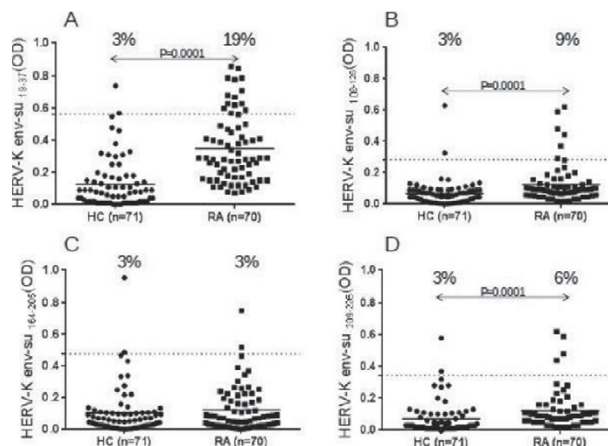 A
3% 19%
P=0.0001
HERV-K env-su 19-37(OD)
1.0
0.8
0.6
0.4
0.2
0.0
HC (n=71) RA (n=70)
B
3% 9%
P=0.0001
HERV-K env-su (OD)
1.0
0.8
0.6
0.4
0.2
0.0
HC (n=71) RA (n=70)
C
3% 3%
HERV-K env-su 164-205(OD)
1.0
0.8
0.6
0.4
0.2
0.0
HC (n=71) RA (n=70)
D
3% 6%
P=0.0001
HERV-K env-su (OD)
1.0
0.8
0.6
0.4
0.2
0.0
HC (n=71) RA (n=70)